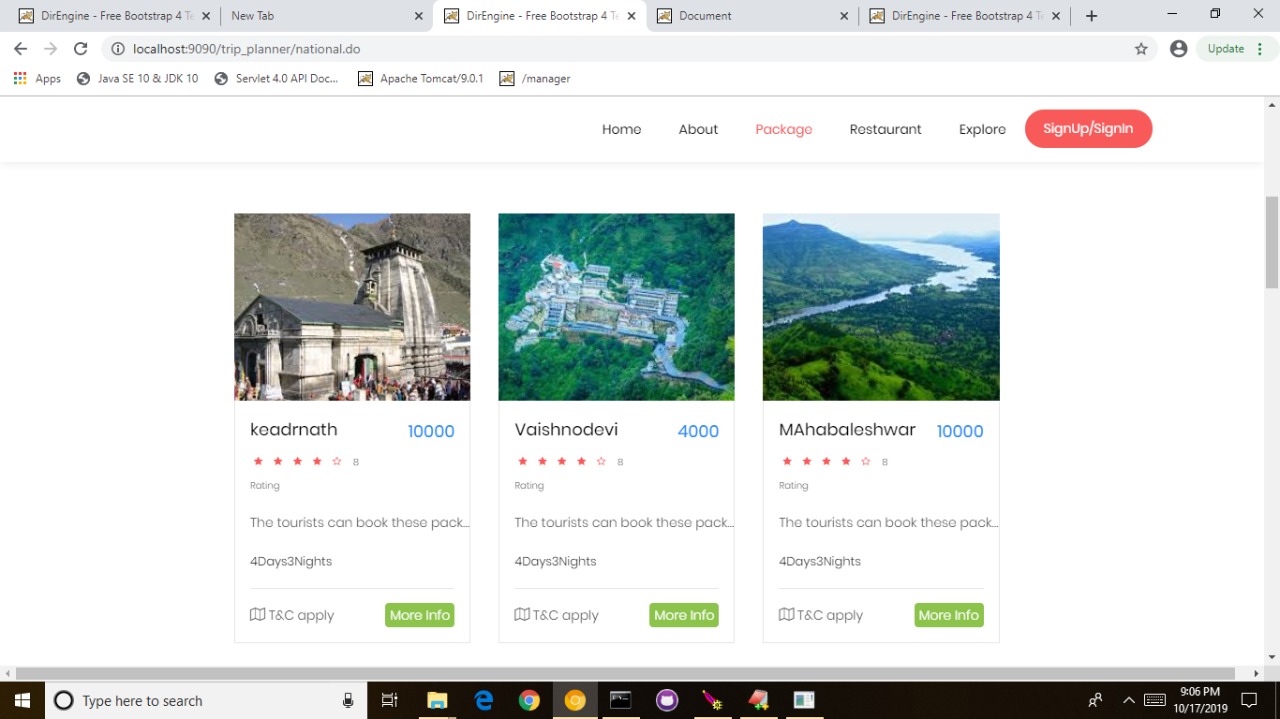 DirEngine - Free Bootstrap 4 Te
New Tab
DirEngine - Free Bootstrap 4 Te
Document
DirEngine - Free Bootstrap 4 Te
localhost:9090/trip_planner/national.do
Update
Apps
Java SE 10 & JDK 10
Servlet 4.0 API Doc...
Apache Tomcat/9.0.1
/manager
Home
About
Package
Restaurant
Explore
SignUp/SignIn
keadrnath 10000
8
Rating
The tourists can book these pack...
4Days3Nights
T&C apply
More Info
Vaishnodevi 4000
8
Rating
The tourists can book these pack...
4Days3Nights
T&C apply
More Info
MAhabaleshwar 10000
8
Rating
The tourists can book these pack...
4Days3Nights
T&C apply
More Info
Type here to search
9:06 PM
10/17/2019